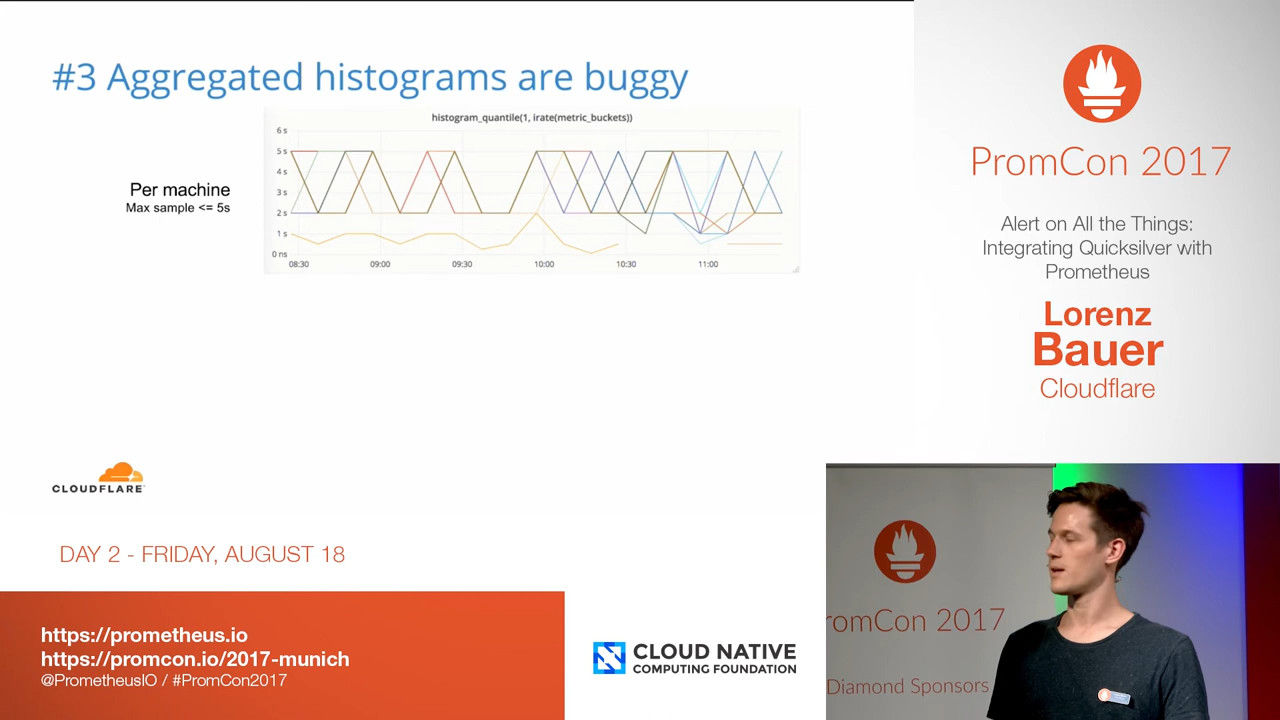 #3 Aggregated histograms are buggy
histogram_quantile(1, irate(metric_buckets))
Per machine
Max sample <= 5s
6 s
5 s
4 s
3 s
2 s
1 s
0 ns
08:30
09:00
09:30
10:00
10:30
11:00
CLOUDFLARE
DAY 2 - FRIDAY, AUGUST 18
https://prometheus.io
https://promcon.io/2017-munich
@PrometheusIO / #PromCon2017
CLOUD NATIVE
COMPUTING FOUNDATION
PromCon 2017
Alert on All the Things:
Integrating Quicksilver with
Prometheus
Lorenz
Bauer
Cloudflare
romCon 2017
Diamond Sponsors